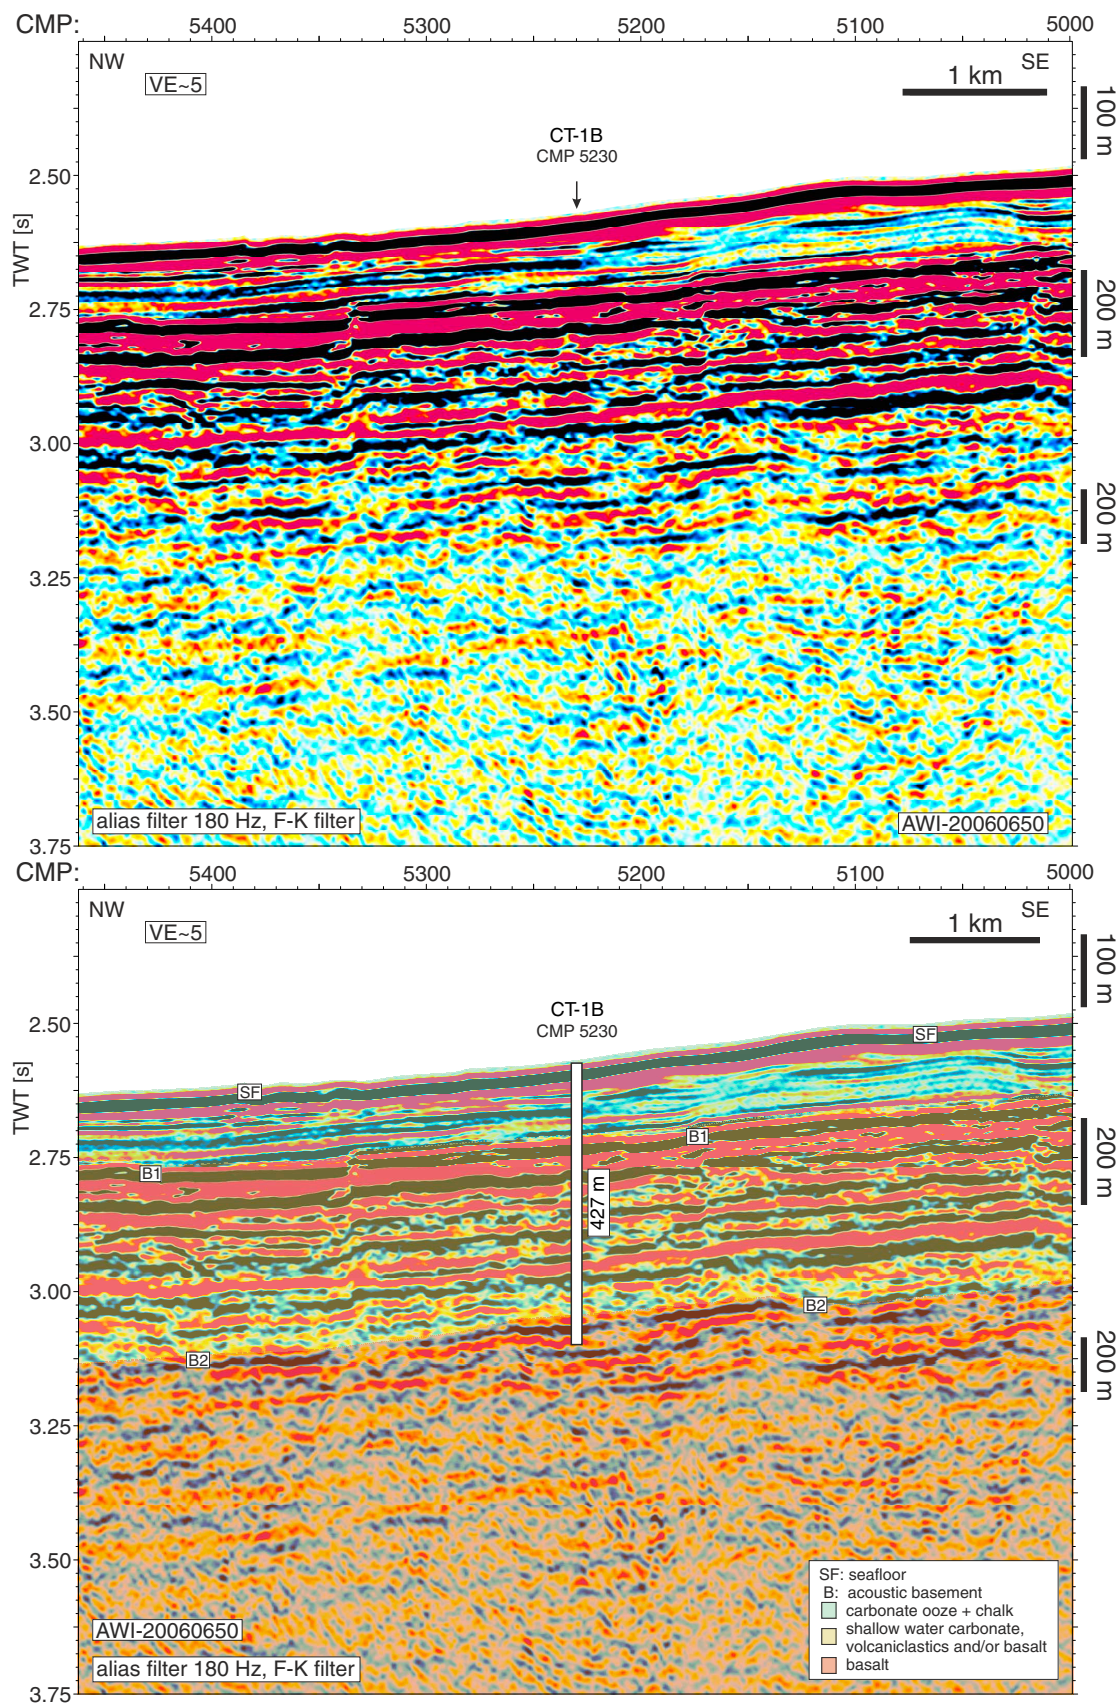 CMP: 5400 5300 5200 5100 5000
NW SE
VE~5 1 km
100 m
CT-1B
CMP 5230
2.50
TWT [s]
2.75
200 m
3.00
200 m
3.25
3.50
alias filter 180 Hz, F-K filter AWI-20060650
3.75
CMP: 5400 5300 5200 5100 5000
NW SE
VE~5 1 km
100 m
CT-1B
CMP 5230
2.50 SF
TWT [s]
SF
B1
2.75 B1
200 m
427 m
3.00
B2
B2
200 m
3.25
3.50
SF: seafloor
B: acoustic basement
carbonate ooze + chalk
shallow water carbonate,
volcaniclastics and/or basalt
basalt
AWI-20060650
alias filter 180 Hz, F-K filter
3.75